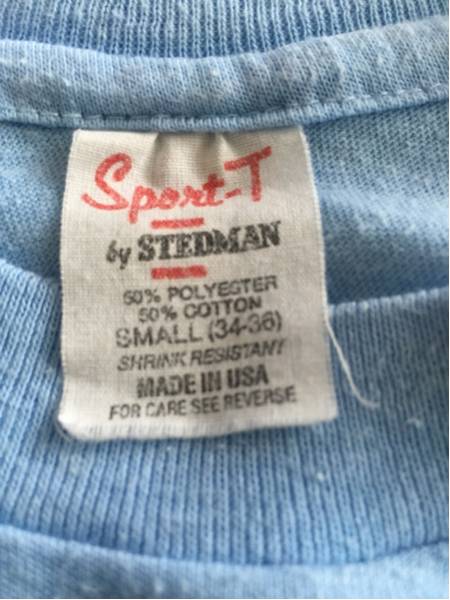 Sport-T
by STEDMAN
50% POLYESTER
50% COTTON
SMALL (34-36)
SHRINK RESISTANT
MADE IN USA
FOR CARE SEE REVERSE